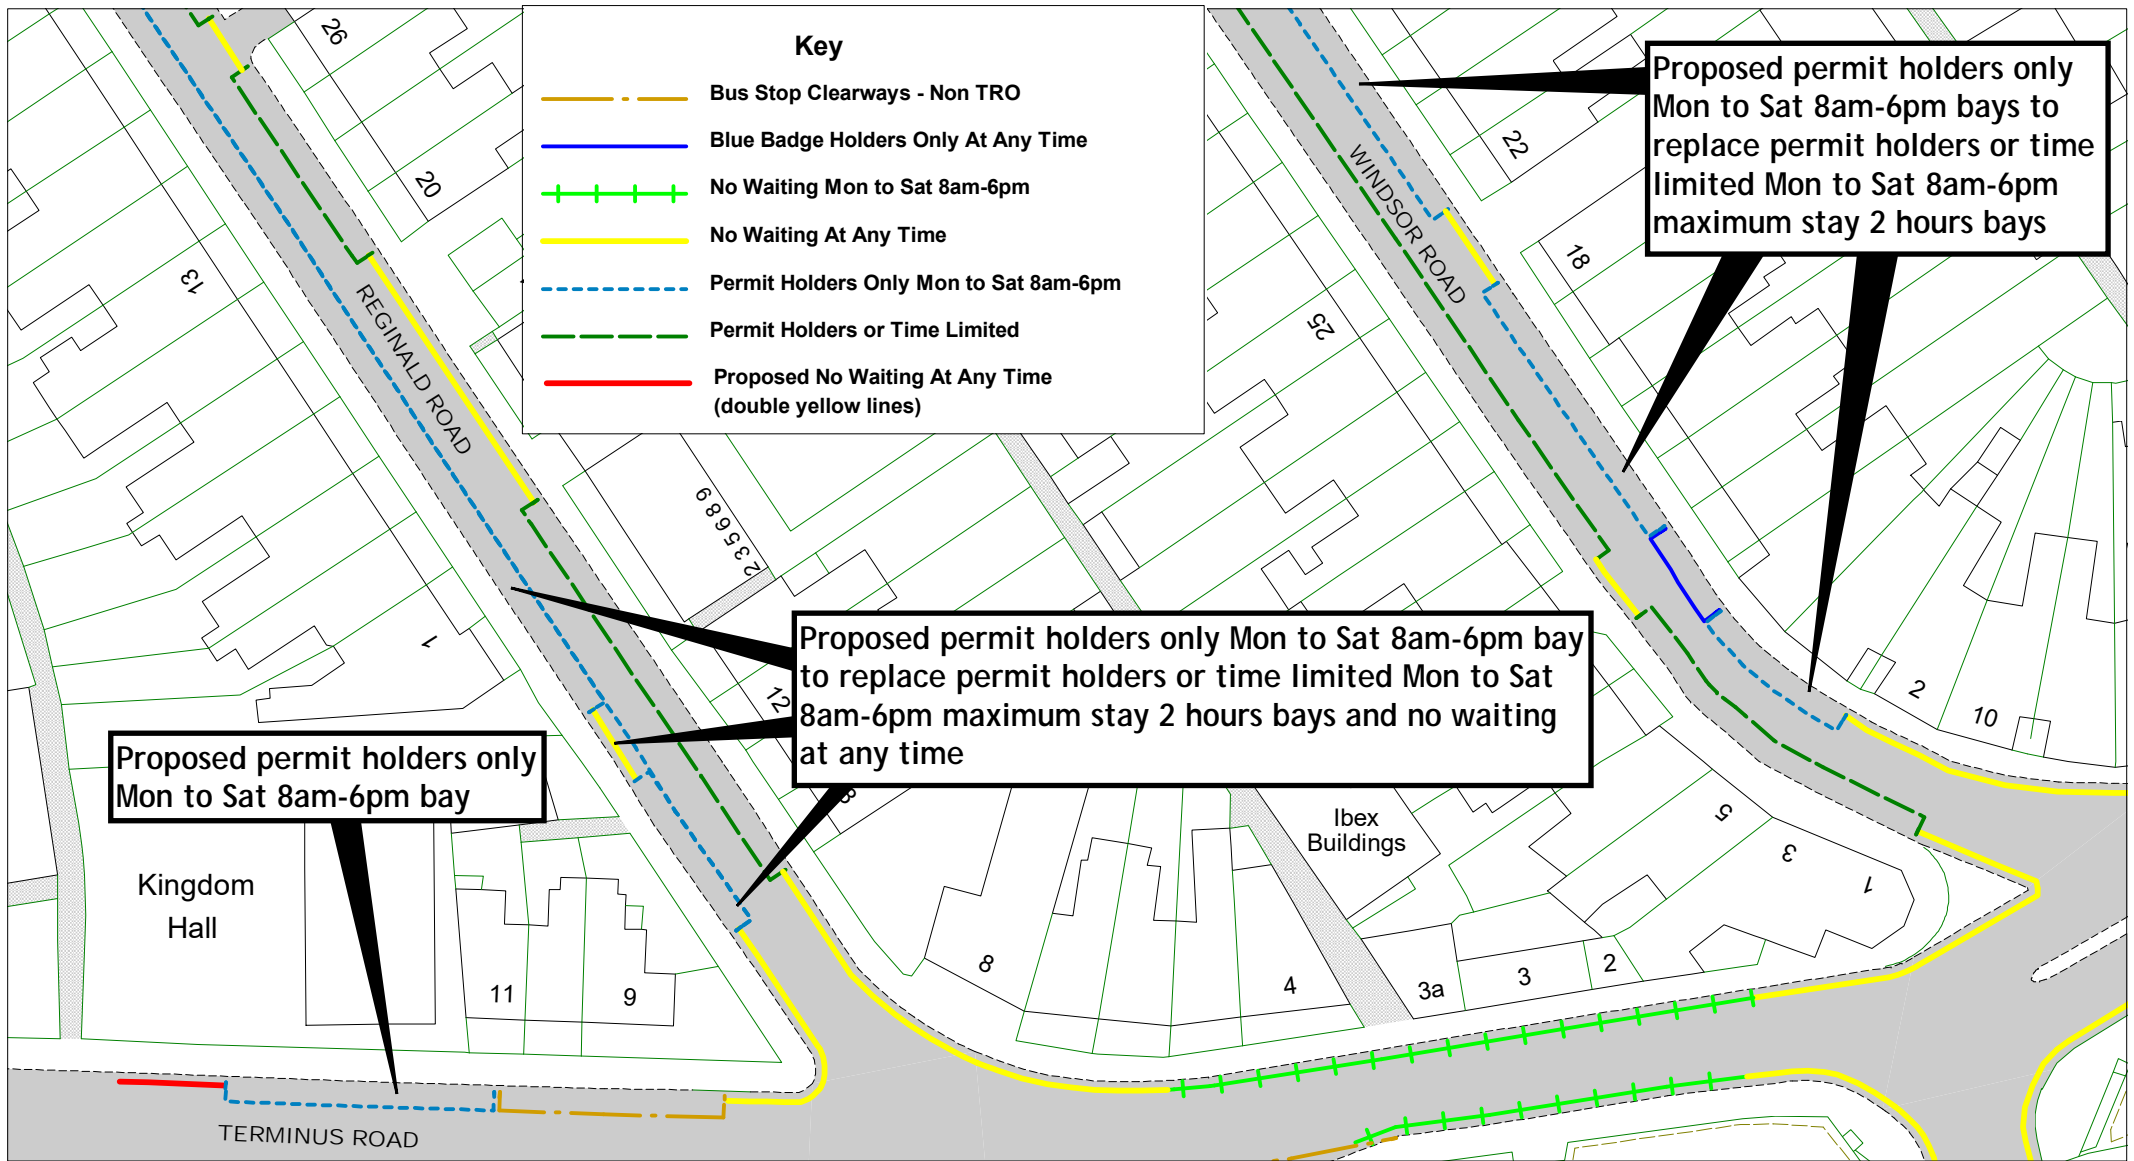 Key
Bus Stop Clearways - Non TRO
Blue Badge Holders Only At Any Time
No Waiting Mon to Sat 8am-6pm
No Waiting At Any Time
Permit Holders Only Mon to Sat 8am-6pm
Permit Holders or Time Limited
Proposed No Waiting At Any Time
(double yellow lines)
Proposed permit holders only
Mon to Sat 8am-6pm bays to
replace permit holders or time
limited Mon to Sat 8am-6pm
maximum stay 2 hours bays
26
20
13
REGINALD ROAD
22
WINDSOR ROAD
18
25
2 3 5 6 8 9
1
12
Proposed permit holders only Mon to Sat 8am-6pm bay
to replace permit holders or time limited Mon to Sat
8am-6pm maximum stay 2 hours bays and no waiting
at any time
2
10
Proposed permit holders only
Mon to Sat 8am-6pm bay
Ibex
Buildings
5
3
1
Kingdom
Hall
11
9
8
4
3a
3
2
TERMINUS ROAD